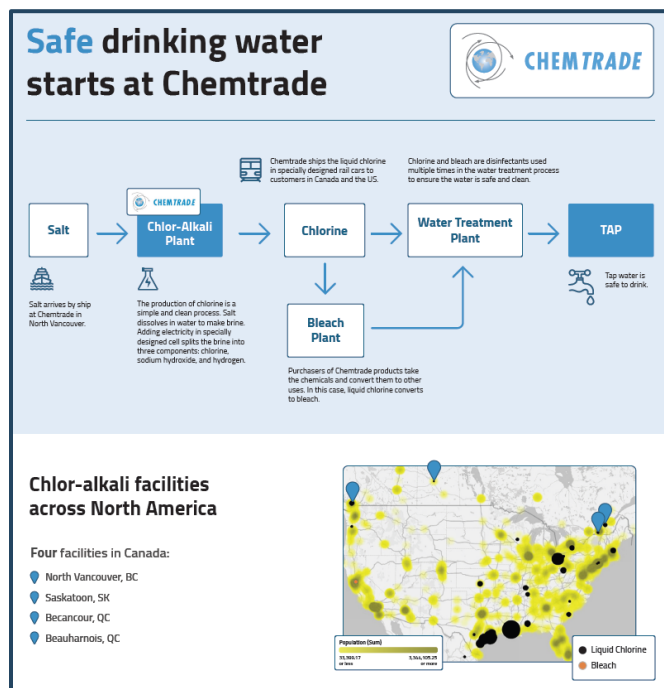 Safe drinking water
starts at Chemtrade
CHEMTRADE
Chemtrade ships the liquid chlorine
in specially designed rail cars to
customers in Canada and the US.
Chlorine and bleach are disinfectants used
multiple times in the water treatment process
to ensure the water is safe and clean.
CHEMTRADE
Salt
Chlor-Alkali
Plant
Chlorine
Water Treatment
Plant
TAP
Salt arrives by ship
at Chemtrade in
North Vancouver.
The production of chlorine is a
simple and clean process. Salt
dissolves in water to make brine.
Adding electricity in specially
designed cell splits the brine into
three components: chlorine,
sodium hydroxide, and hydrogen.
Bleach
Plant
Tap water is
safe to drink.
Purchasers of Chemtrade products take
the chemicals and convert them to other
uses. In this case, liquid chlorine converts
to bleach.
Chlor-alkali facilities
across North America
Four facilities in Canada:
North Vancouver, BC
Saskatoon, SK
Becancour, QC
Beauharnois, QC
Population (Sum)
or less
or more
Liquid Chlorine
Bleach